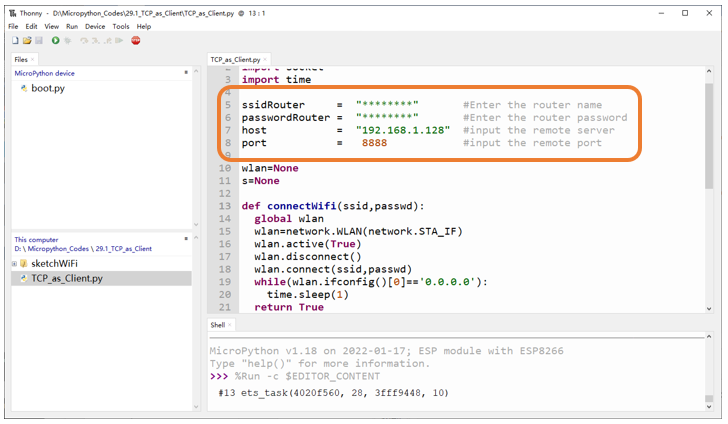 Thonny - D:\Micropython_Codes\29.1_TCP_as_Client\TCP_as_Client.py @ 13 : 1
File Edit View Run Device Tools Help
Files
MicroPython device
boot.py
This computer
D: \ Micropython_Codes \ 29.1_TCP_as_Client
sketchWiFi
TCP_as_Client.py
TCP_as_Client.py
2 import socket
3 import time
4
5 ssidRouter = "********" #Enter the router name
6 passwordRouter = "********" #Enter the router password
7 host = "192.168.1.128" #input the remote server
8 port = 8888 #input the remote port
9
10 wlan=None
11 s=None
12
13 def connectWifi(ssid,passwd):
14 global wlan
15 wlan=network.WLAN(network.STA_IF)
16 wlan.active(True)
17 wlan.disconnect()
18 wlan.connect(ssid,passwd)
19 while(wlan.ifconfig()[0]=='0.0.0.0'):
20 time.sleep(1)
21 return True
Shell
MicroPython v1.18 on 2022-01-17; ESP module with ESP8266
Type "help()" for more information.
>>> %Run -c $EDITOR_CONTENT
#13 ets_task(4020f560, 28, 3fff9448, 10)